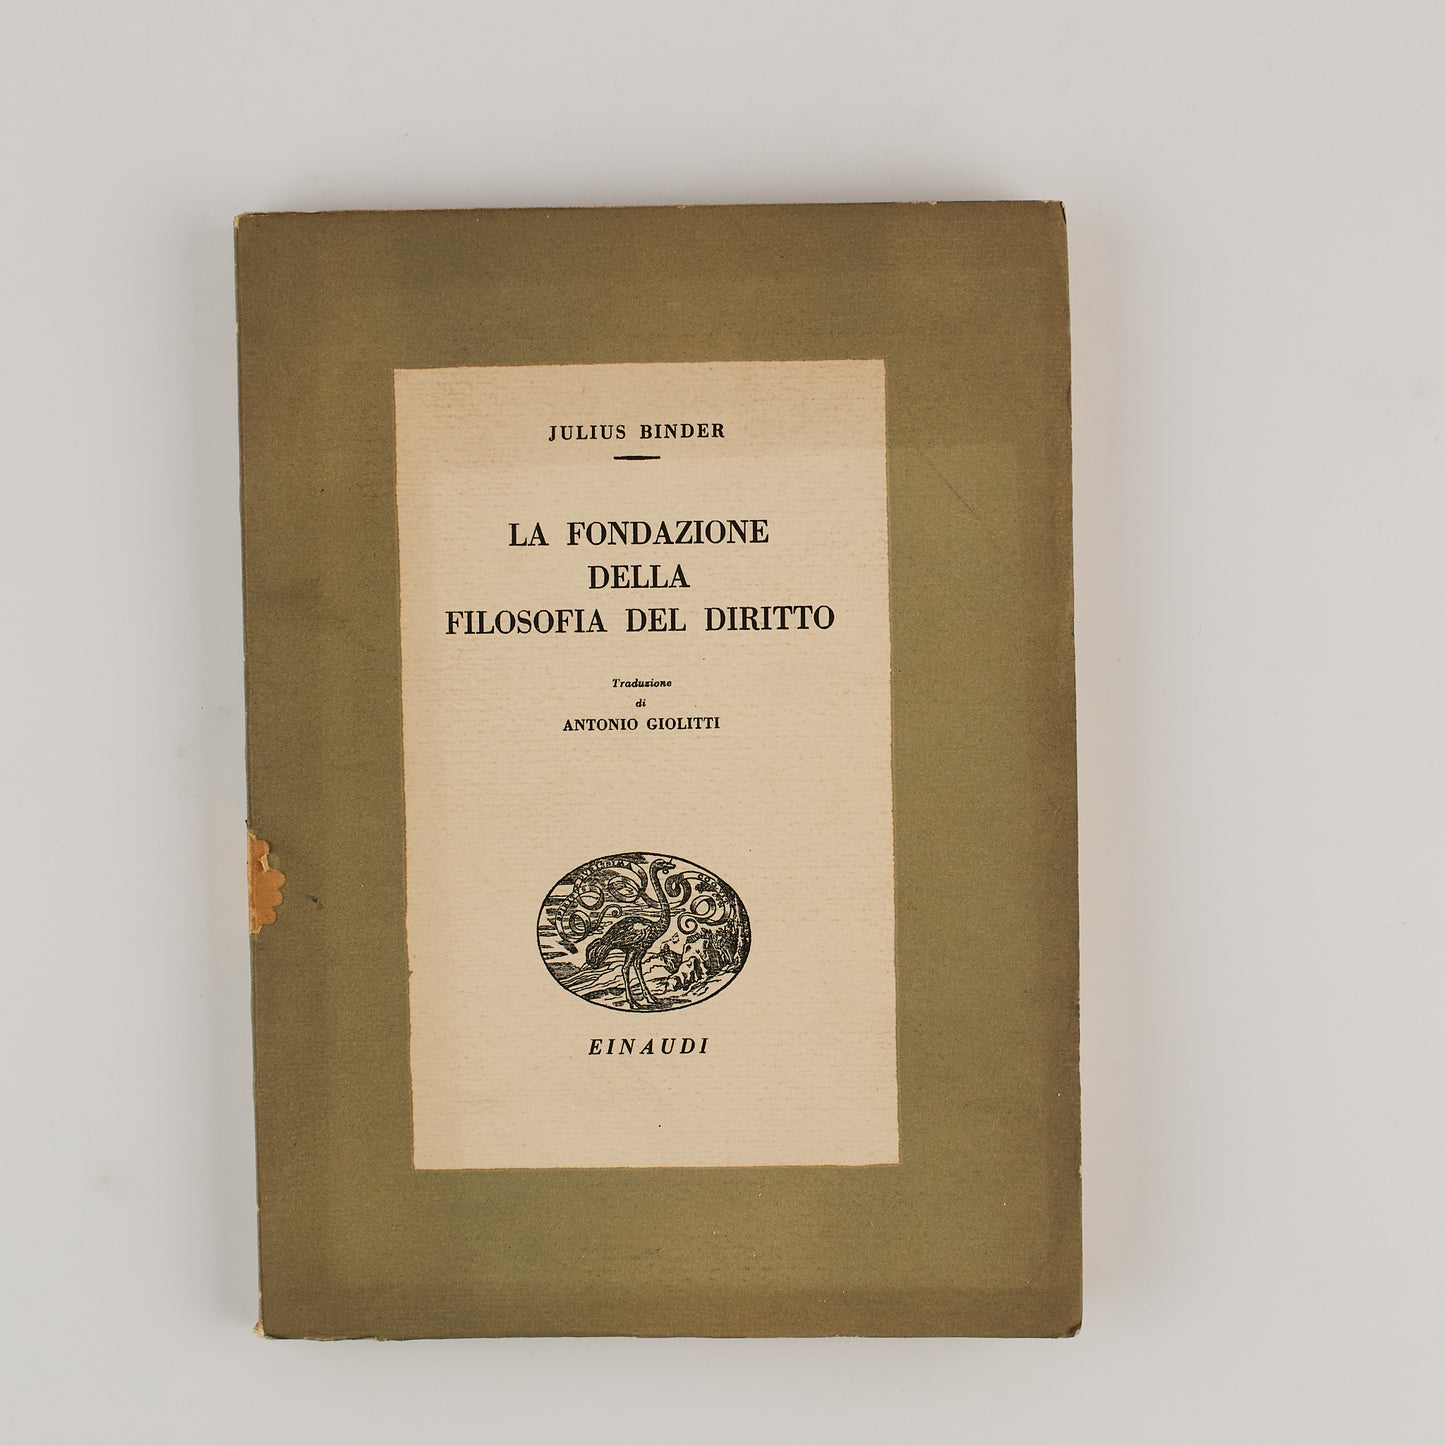 JULIUS BINDER
LA FONDAZIONE
DELLA
FILOSOFIA DEL DIRITTO
Traduzione
di
ANTONIO GIOLITTI
EINAUDI